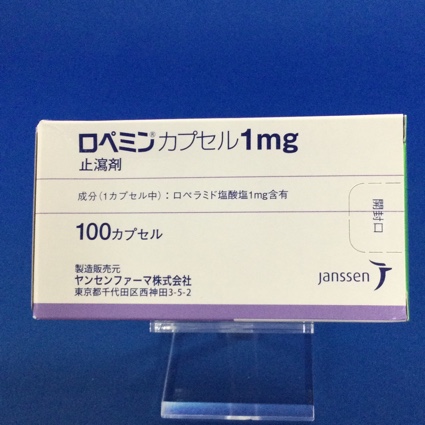 ロペミン®カプセル1mg
止瀉剤
成分(1カプセル中):ロペラミド塩酸塩1mg含有
100カプセル
開封口
製造販売元
ヤンセンファーマ株式会社
東京都千代田区西神田3-5-2
janssen